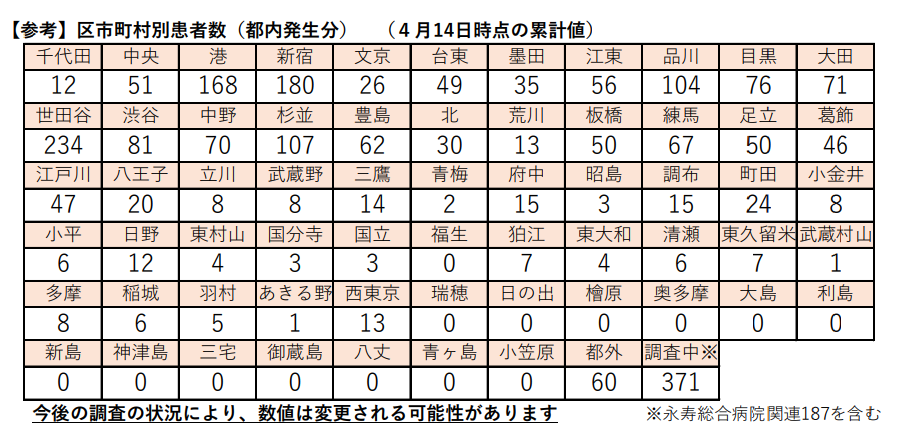 【参考】区市町村別患者数（都内発生分）　（４月14日時点の累計値）
千代田 中央 港 新宿 文京 台東 墨田 江東 品川 目黒 大田
12 51 168 180 26 49 35 56 104 76 71
世田谷 渋谷 中野 杉並 豊島 北 荒川 板橋 練馬 足立 葛飾
234 81 70 107 62 30 13 50 67 50 46
江戸川 八王子 立川 武蔵野 三鷹 青梅 府中 昭島 調布 町田 小金井
47 20 8 8 14 2 15 3 15 24 8
小平 日野 東村山 国分寺 国立 福生 狛江 東大和 清瀬 東久留米 武蔵村山
6 12 4 3 3 0 7 4 6 7 1
多摩 稲城 羽村 あきる野 西東京 瑞穂 日の出 檜原 奥多摩 大島 利島
8 6 5 1 13 0 0 0 0 0 0
新島 神津島 三宅 御蔵島 八丈 青ヶ島 小笠原 都外 調査中※
0 0 0 0 0 0 0 60 371
今後の調査の状況により、数値は変更される可能性があります ※永寿総合病院関連187を含む